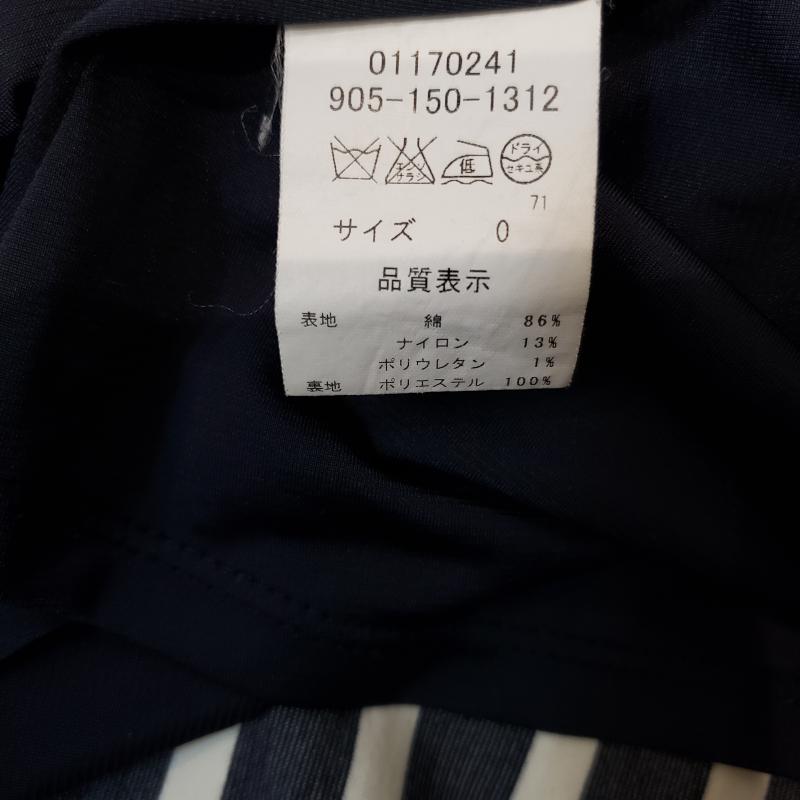 01170241
905-150-1312
エンソ
サラシ
低
ドライ
セキユ系
71
サイズ 0
品質表示
表地 綿 86%
ナイロン 13%
ポリウレタン 1%
裏地 ポリエステル 100%